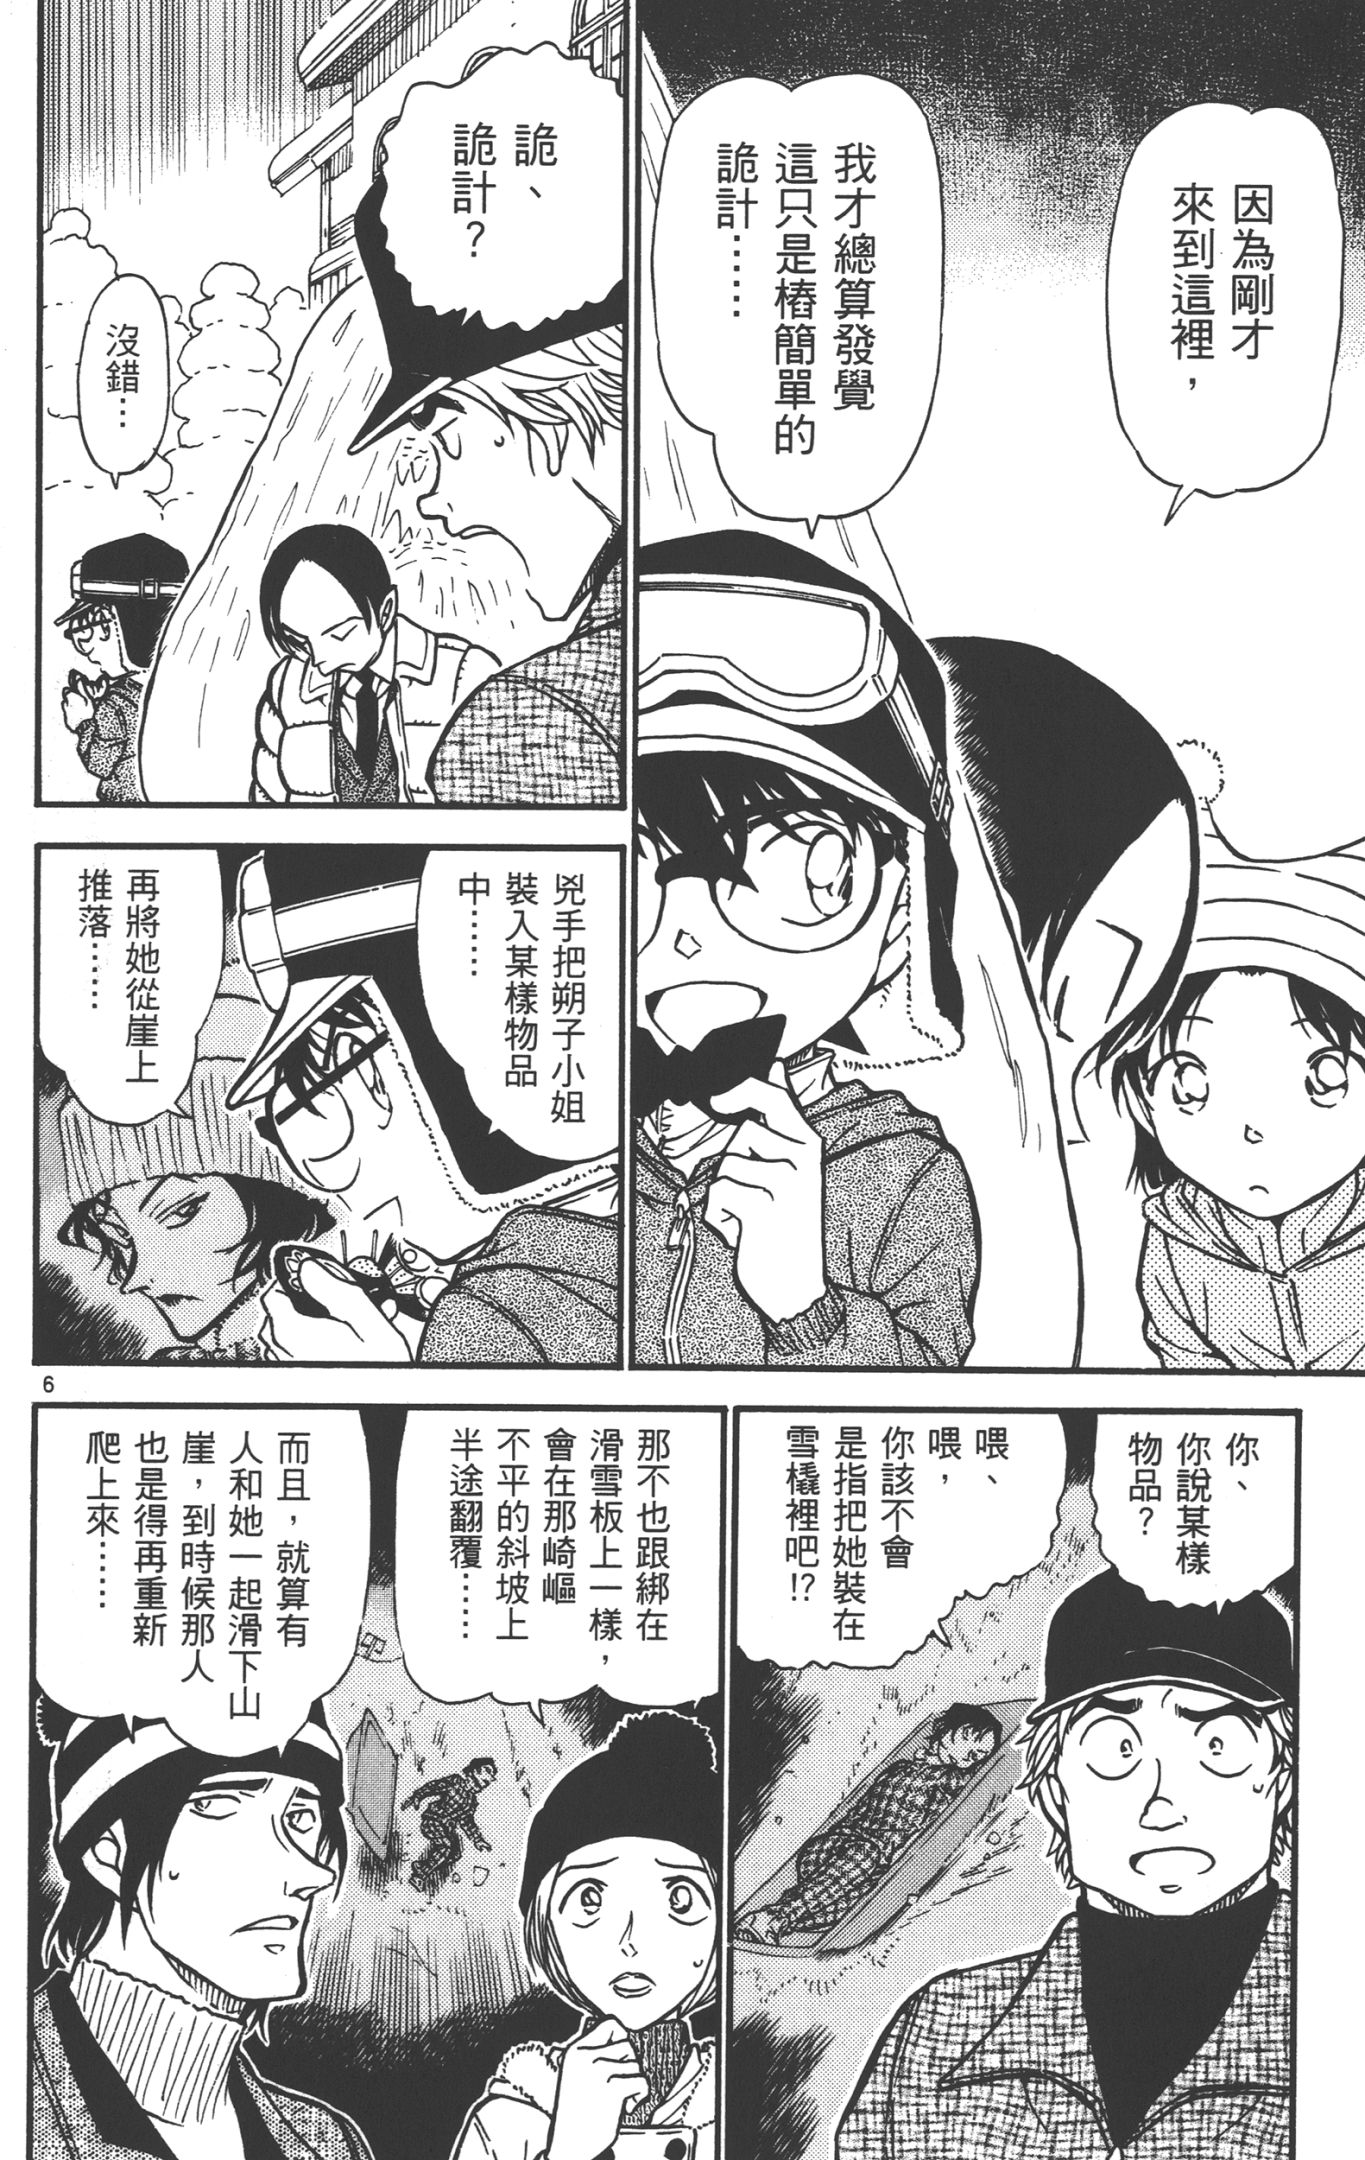 因為剛才
來到這裡，
我才總算發覺
這只是樁簡單的
詭計……
詭、
詭計？
沒錯…
兇手把朔子小姐
裝入某樣物品
中……
再將她從崖上
推落……
你、
你說某樣
物品？
喂、
喂，
你該不會
是指把她裝在
雪橇裡吧!?
那不也跟綁在
滑雪板上一樣，
會在那崎嶇
不平的斜坡上
半途翻覆……
而且，就算有
人和她一起滑下山
崖，到時候那人
也是得再重新
爬上來……
6